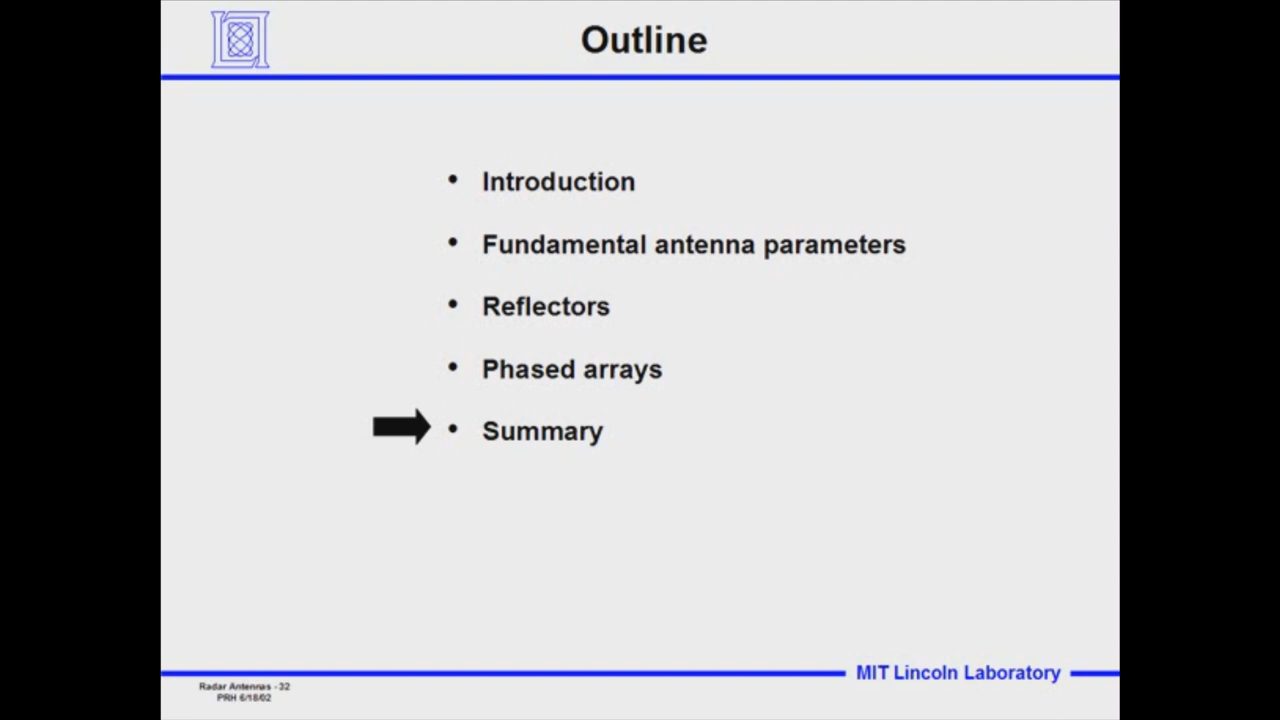 Outline
• Introduction
• Fundamental antenna parameters
• Reflectors
• Phased arrays
• Summary
MIT Lincoln Laboratory
Radar Antennas - 32
PRH 6/18/02